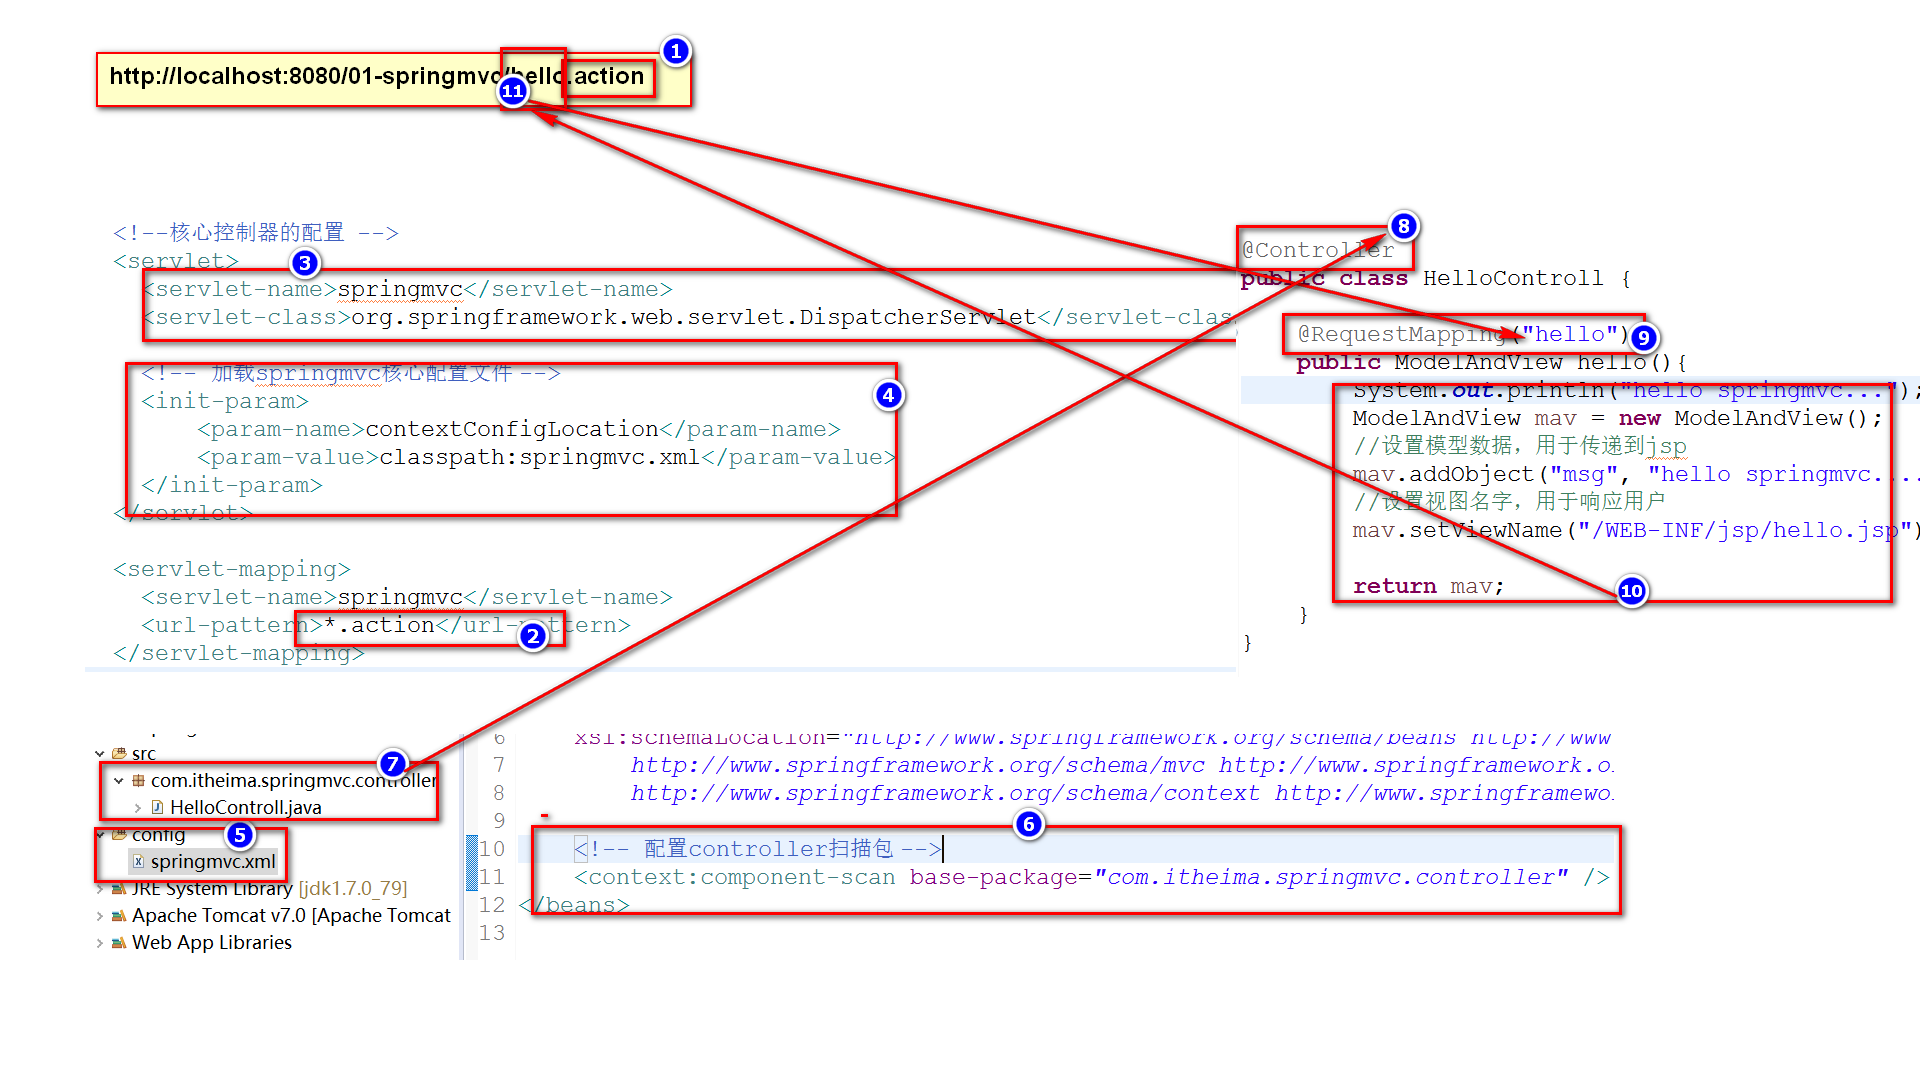 1
http://localhost:8080/01-springmvc/hello.action
11
<!--核心控制器的配置 -->
<servlet>
3
<servlet-name>springmvc</servlet-name>
<servlet-class>org.springframework.web.servlet.DispatcherServlet</servlet-clas
<!-- 加载springmvc核心配置文件 -->
4
<init-param>
<param-name>contextConfigLocation</param-name>
<param-value>classpath:springmvc.xml</param-value>
</init-param>
</servlet>
<servlet-mapping>
<servlet-name>springmvc</servlet-name>
<url-pattern>*.action</url-pattern>
2
</servlet-mapping>
8
@Controller
public class HelloControll {
@RequestMapping("hello")
9
public ModelAndView hello(){
System.out.println("hello springmvc...");
ModelAndView mav = new ModelAndView();
//设置模型数据，用于传递到jsp
mav.addObject("msg", "hello springmvc...
//设置视图名字，用于响应用户
mav.setViewName("/WEB-INF/jsp/hello.jsp")
return mav;
10
}
}
src
7
com.itheima.springmvc.controller
HelloControll.java
config
5
springmvc.xml
JRE System Library [jdk1.7.0_79]
Apache Tomcat v7.0 [Apache Tomcat
Web App Libraries
6 xsi:schemaLocation="http://www.springframework.org/schema/beans http://www
7 http://www.springframework.org/schema/mvc http://www.springframework.o
8 http://www.springframework.org/schema/context http://www.springframewo
9
6
10 <!-- 配置controller扫描包 -->
11 <context:component-scan base-package="com.itheima.springmvc.controller" />
12 </beans>
13